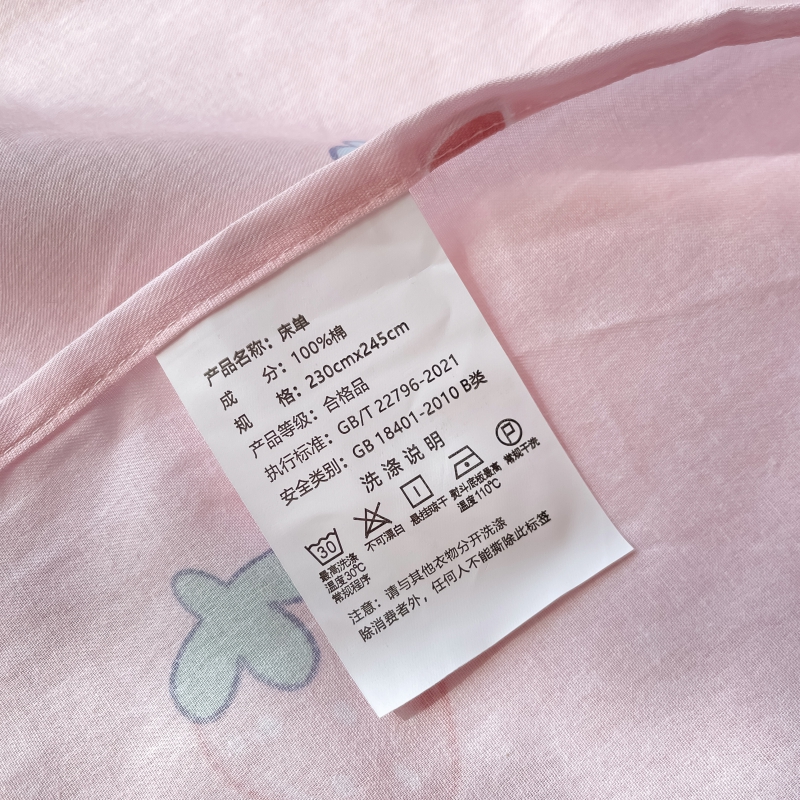 产品名称：床单
成 分：100%棉
规 格：230cmx245cm
产品等级：合格品
执行标准：GB/T 22796-2021
安全类别：GB 18401-2010 B类
洗涤说明
30
最高洗涤
温度30℃
常规程序
不可漂白
悬挂晾干
熨斗底板最高
温度110℃
P
常规干洗
注意：请与其他衣物分开洗涤
除消费者外，任何人不能撕除此标签